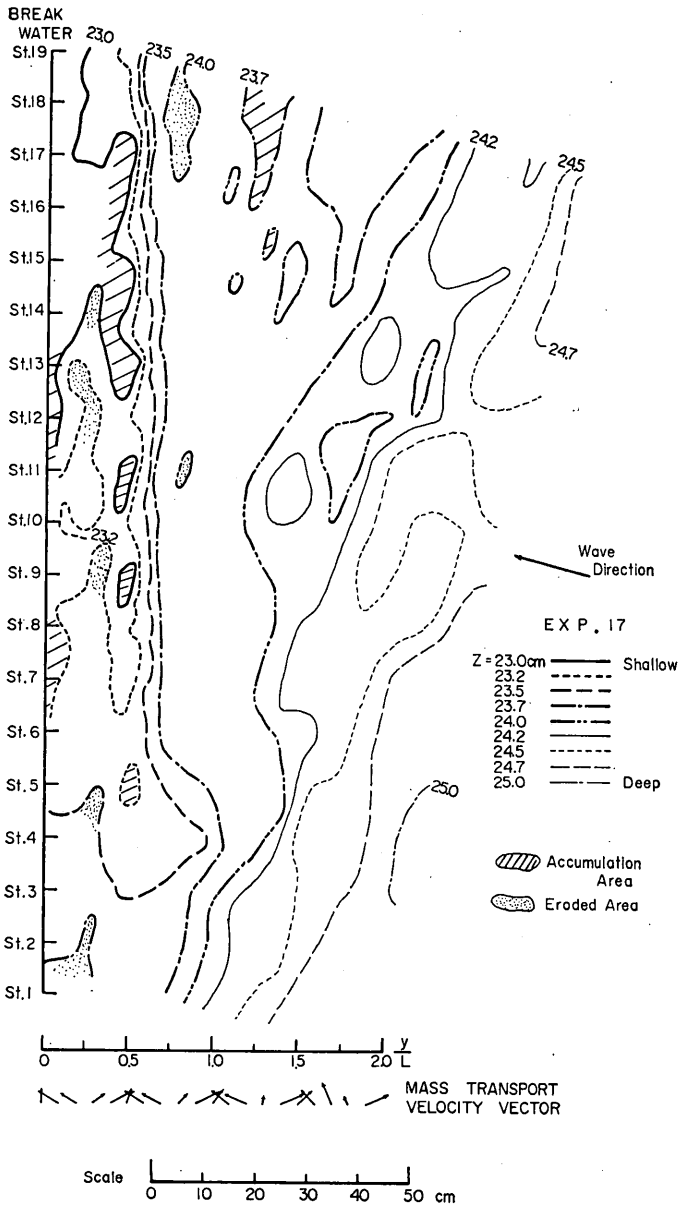 BREAK
WATER
23.0
23.5
24.0
23.7
24.2
24.5
St.19
St.18
St.17
St.16
St.15
St.14
24.7
St.13
St.12
St.11
St.10
23.2
St.9
St.8
St.7
St.6
St.5
St.4
St.3
St.2
St.1
25.0
Wave
Direction
EXP. 17
Z = 23.0cm Shallow
23.2
23.5
23.7
24.0
24.2
24.5
24.7
25.0 Deep
Accumulation
Area
Eroded Area
0 0.5 1.0 1.5 2.0 y/L
MASS TRANSPORT
VELOCITY VECTOR
Scale
0 10 20 30 40 50 cm